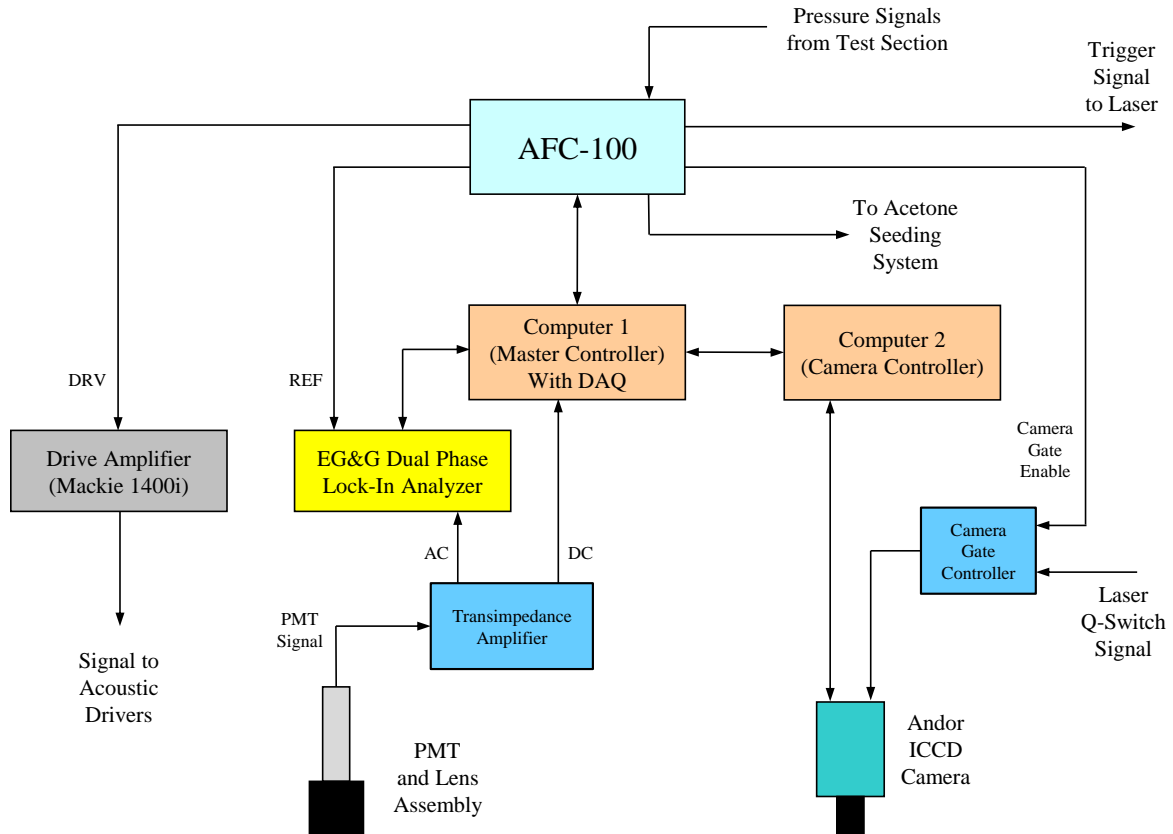 Pressure Signals
from Test Section
Trigger
Signal
to Laser
AFC-100
To Acetone
Seeding
System
Computer 1
(Master Controller)
With DAQ
Computer 2
(Camera Controller)
DRV
REF
Camera
Gate
Enable
Drive Amplifier
(Mackie 1400i)
EG&G Dual Phase
Lock-In Analyzer
AC
DC
Camera
Gate
Controller
Laser
Q-Switch
Signal
PMT
Signal
Transimpedance
Amplifier
Signal to
Acoustic
Drivers
PMT
and Lens
Assembly
Andor
ICCD
Camera